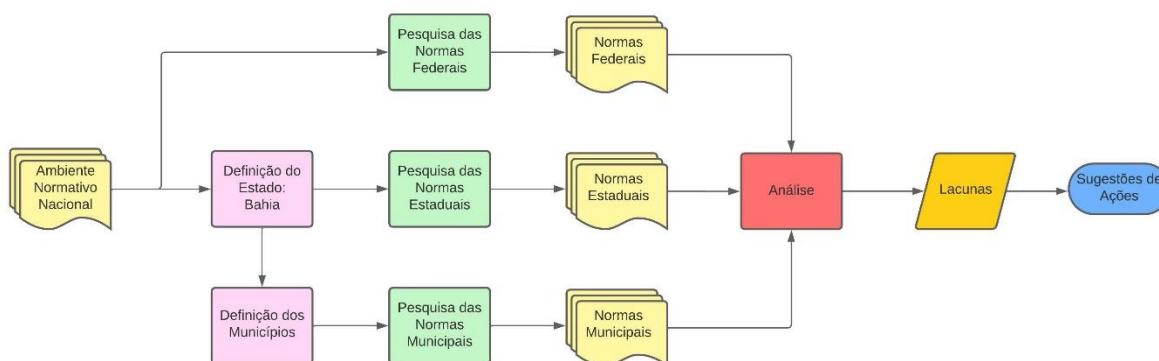 Pesquisa das
Normas
Federais
Normas
Federais
Ambiente
Normativo
Nacional
Definição do
Estado:
Bahia
Pesquisa das
Normas
Estaduais
Normas
Estaduais
Análise
Lacunas
Sugestões de
Ações
Definição dos
Municípios
Pesquisa das
Normas
Municipais
Normas
Municipais